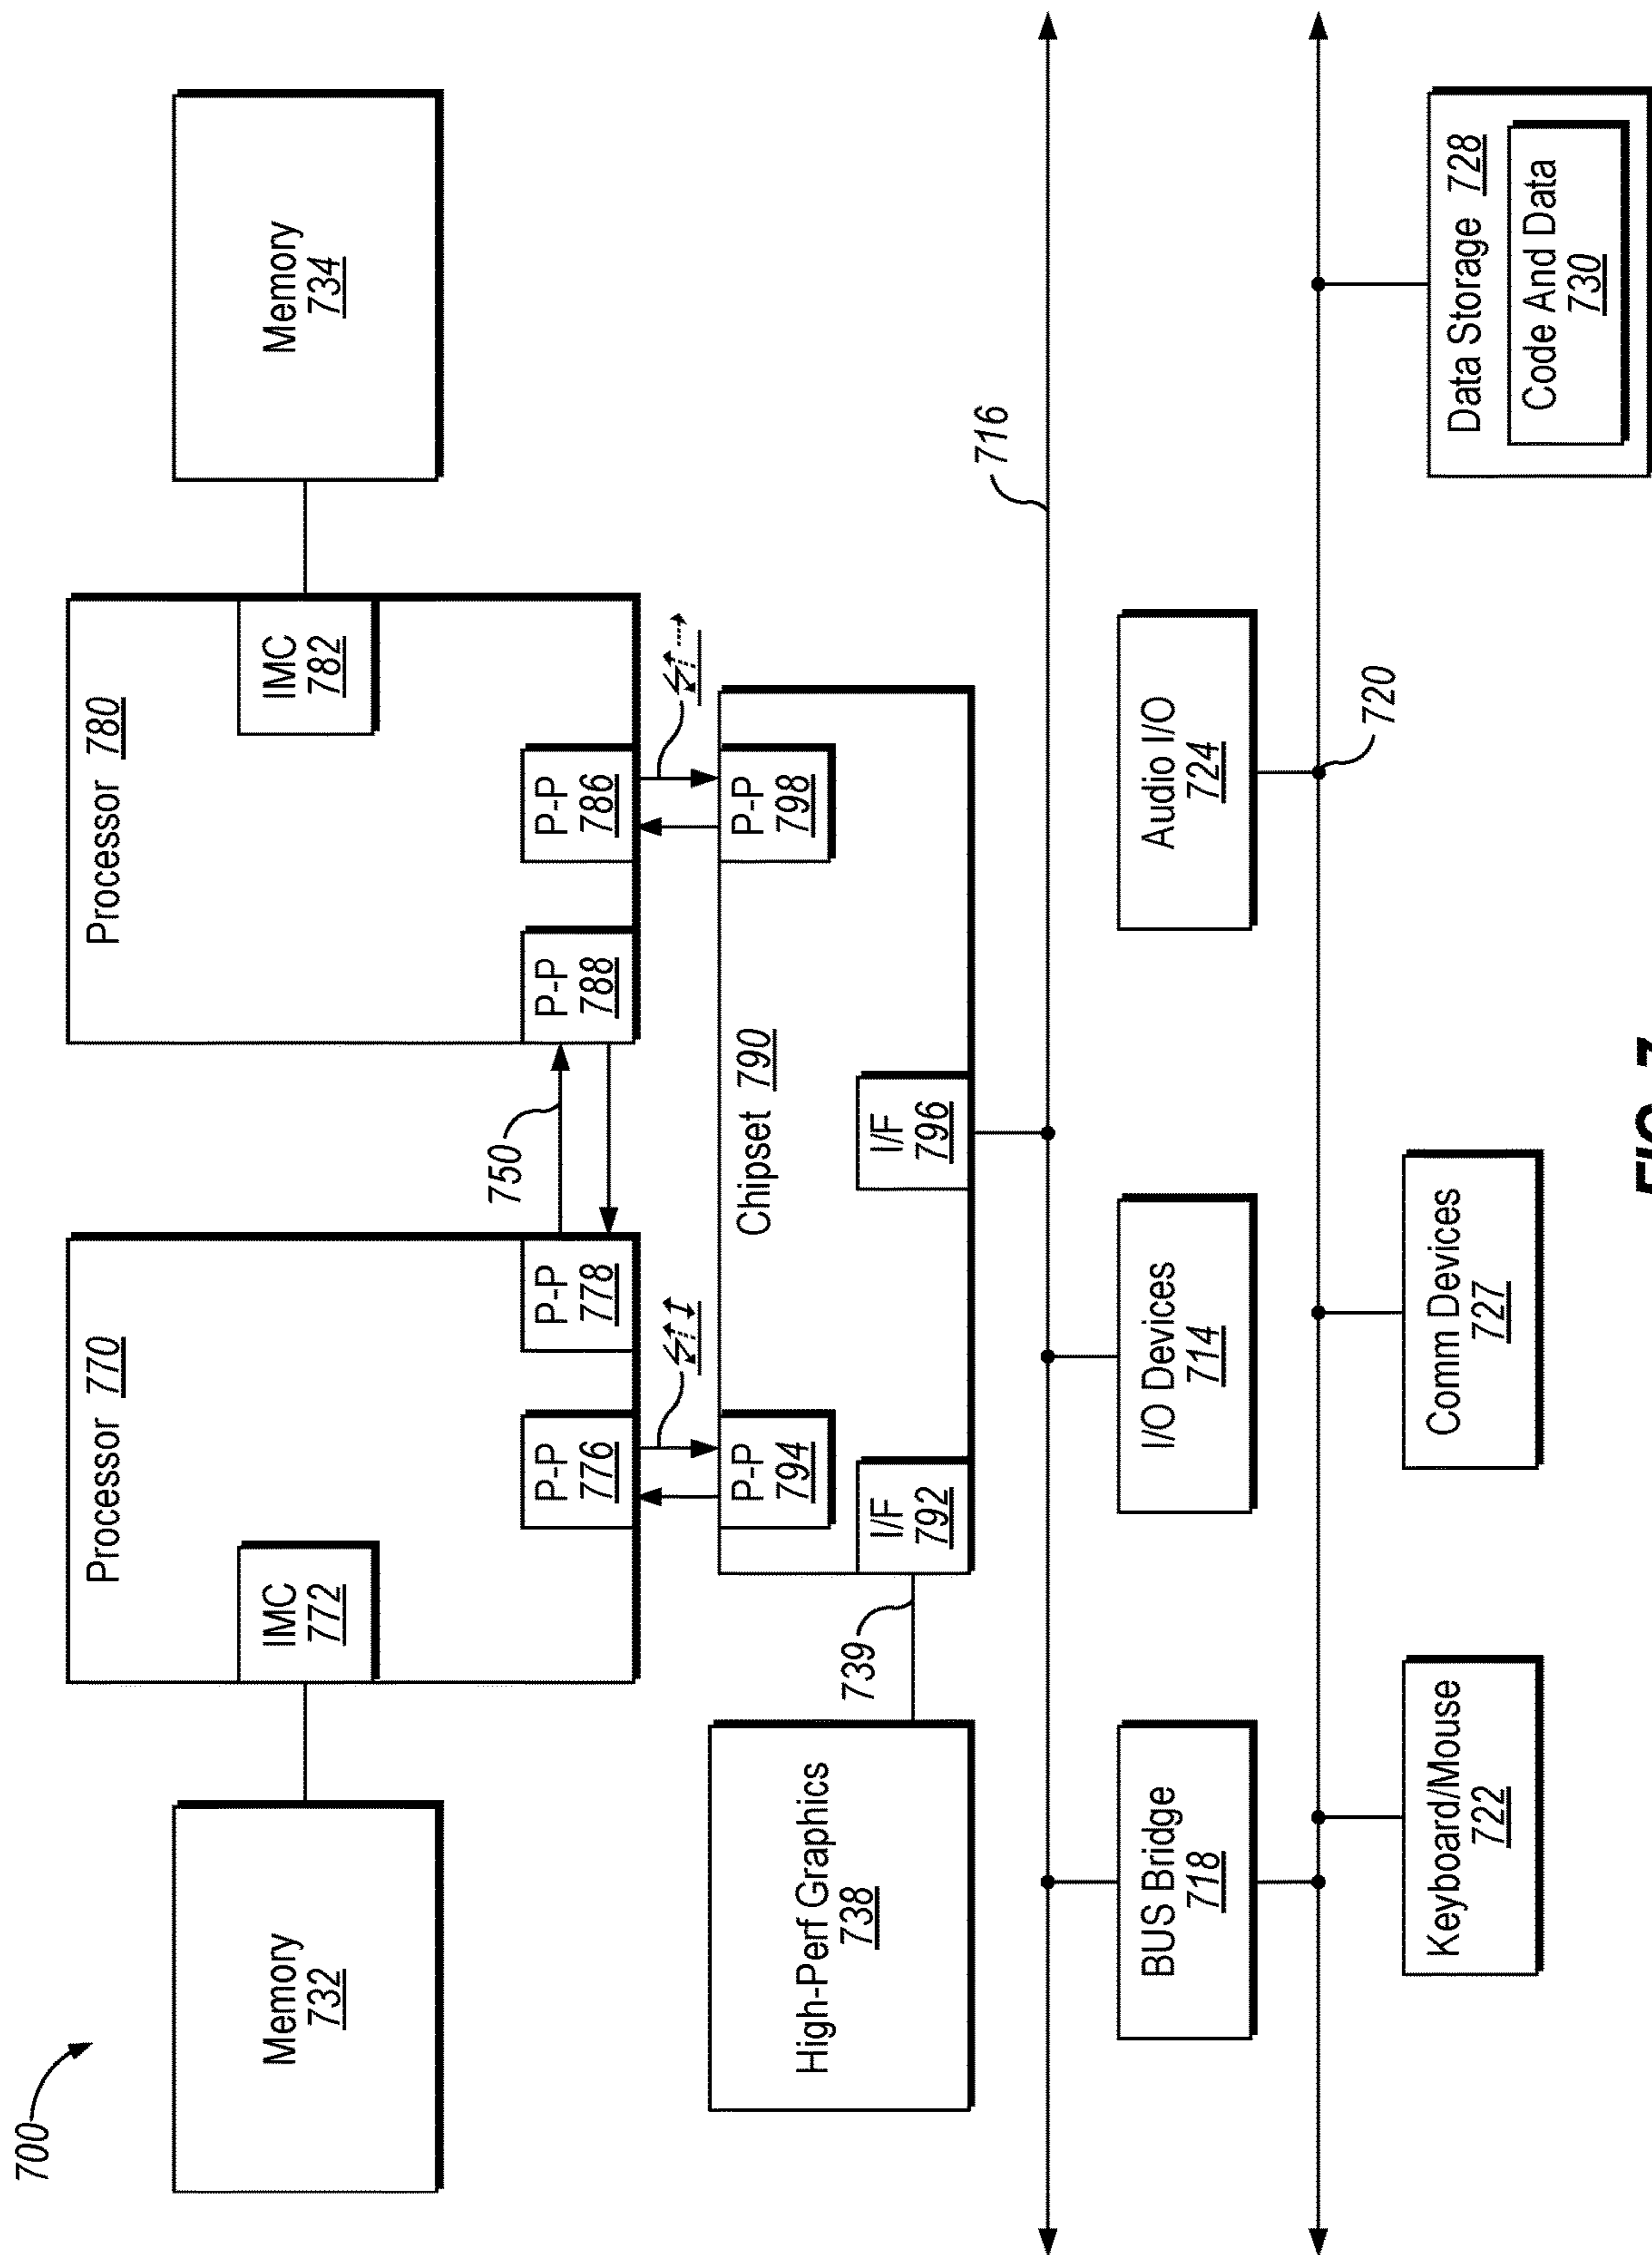 700
Memory
732
IMC
772
Processor 770
P-P
776
P-P
778
750
Processor 780
P-P
788
P-P
786
IMC
782
Memory
734
High-Perf Graphics
738
739
I/F
792
P-P
794
Chipset 790
I/F
796
P-P
798
716
BUS Bridge
718
I/O Devices
714
Audio I/O
724
720
Keyboard/Mouse
722
Comm Devices
727
Data Storage 728
Code And Data
730